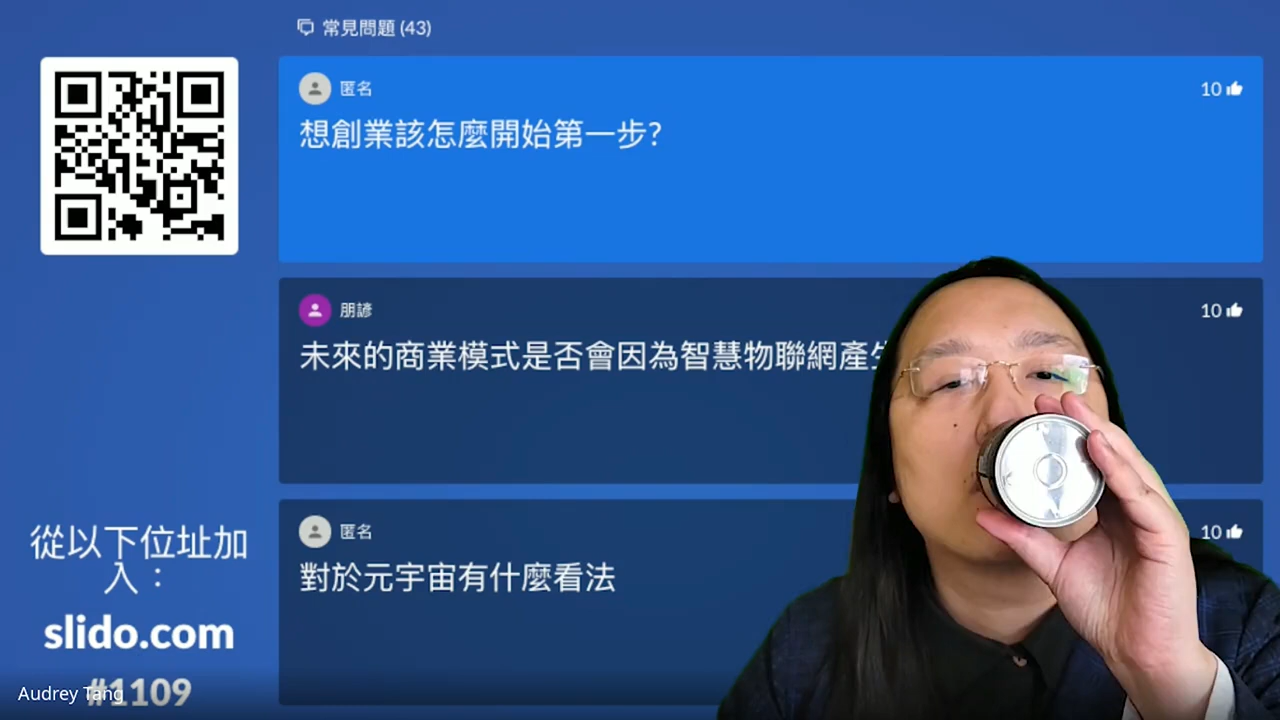 常見問題 (43)
匿名
10
想創業該怎麼開始第一步?
朋諺
10
未來的商業模式是否會因為智慧物聯網產
匿名
10
對於元宇宙有什麼看法
從以下位址加
入：
slido.com
#1109
Audrey Tang